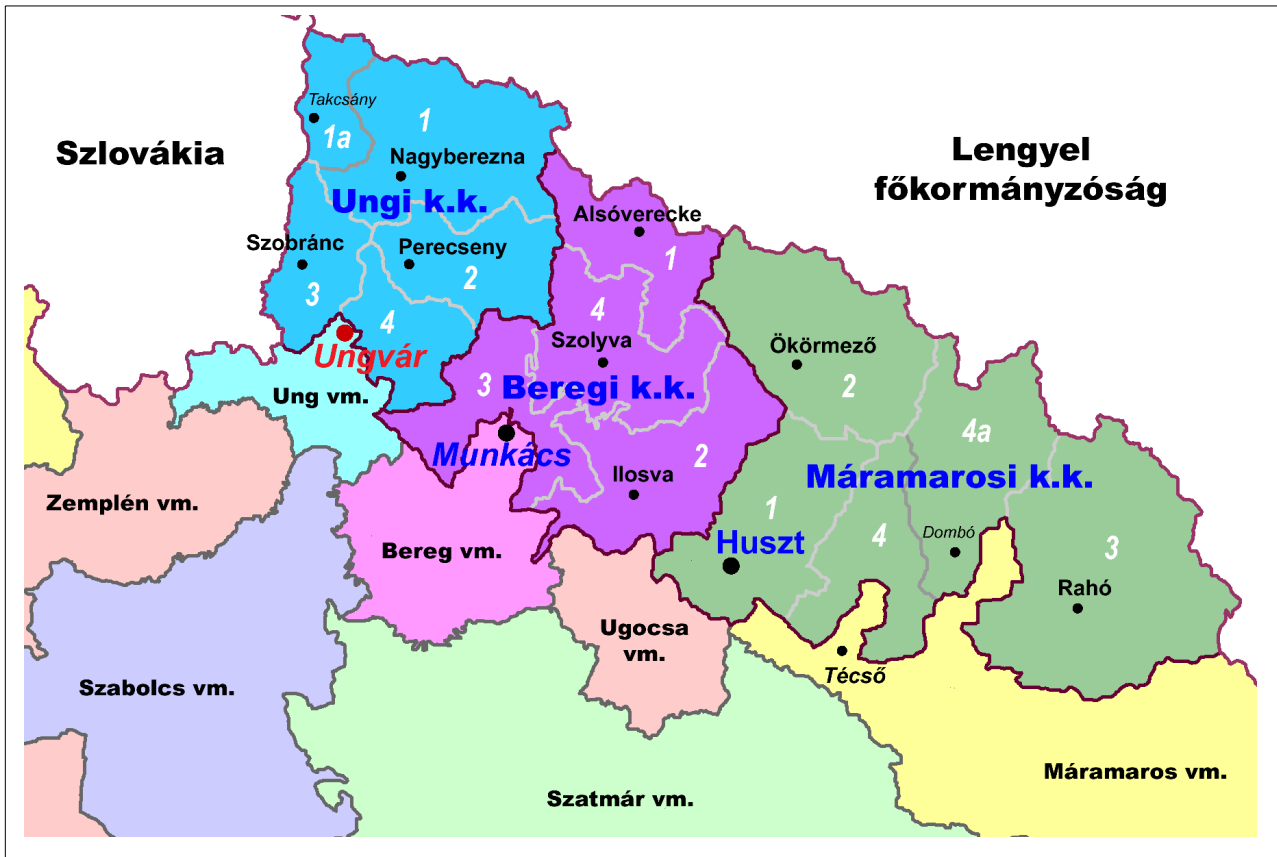 Takcsány
1
1a
Szlovákia
Nagyberezna
Lengyel
főkormányzóság
Ungi k.k.
Alsóverecke
Szobránc
Perecseny
1
2
3
4
4
Ungvár
Szolyva
Ökörmező
Ung vm.
3
Beregi k.k.
2
4a
Munkács
2
Máramarosi k.k.
Ilosva
Zemplén vm.
1
Bereg vm.
Huszt
4
Dombó
3
Rahó
Ugocsa
vm.
Técső
Szabolcs vm.
Máramaros vm.
Szatmár vm.